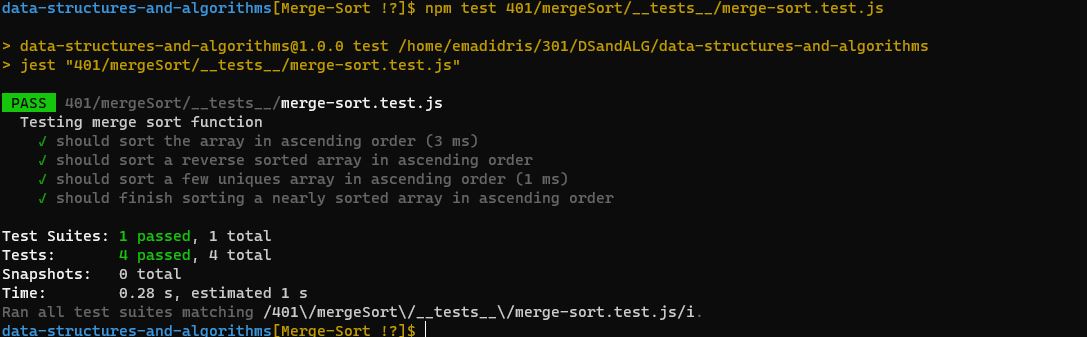 data-structures-and-algorithms[Merge-Sort !?]$ npm test 401/mergeSort/__tests__/merge-sort.test.js
> data-structures-and-algorithms@1.0.0 test /home/emadidris/301/DSandALG/data-structures-and-algorithms
> jest "401/mergeSort/__tests__/merge-sort.test.js"
PASS 401/mergeSort/__tests__/merge-sort.test.js
Testing merge sort function
✓ should sort the array in ascending order (3 ms)
✓ should sort a reverse sorted array in ascending order
✓ should sort a few uniques array in ascending order (1 ms)
✓ should finish sorting a nearly sorted array in ascending order
Test Suites: 1 passed, 1 total
Tests: 4 passed, 4 total
Snapshots: 0 total
Time: 0.28 s, estimated 1 s
Ran all test suites matching /401\/mergeSort\/__tests__\/merge-sort.test.js/i.
data-structures-and-algorithms[Merge-Sort !?]$